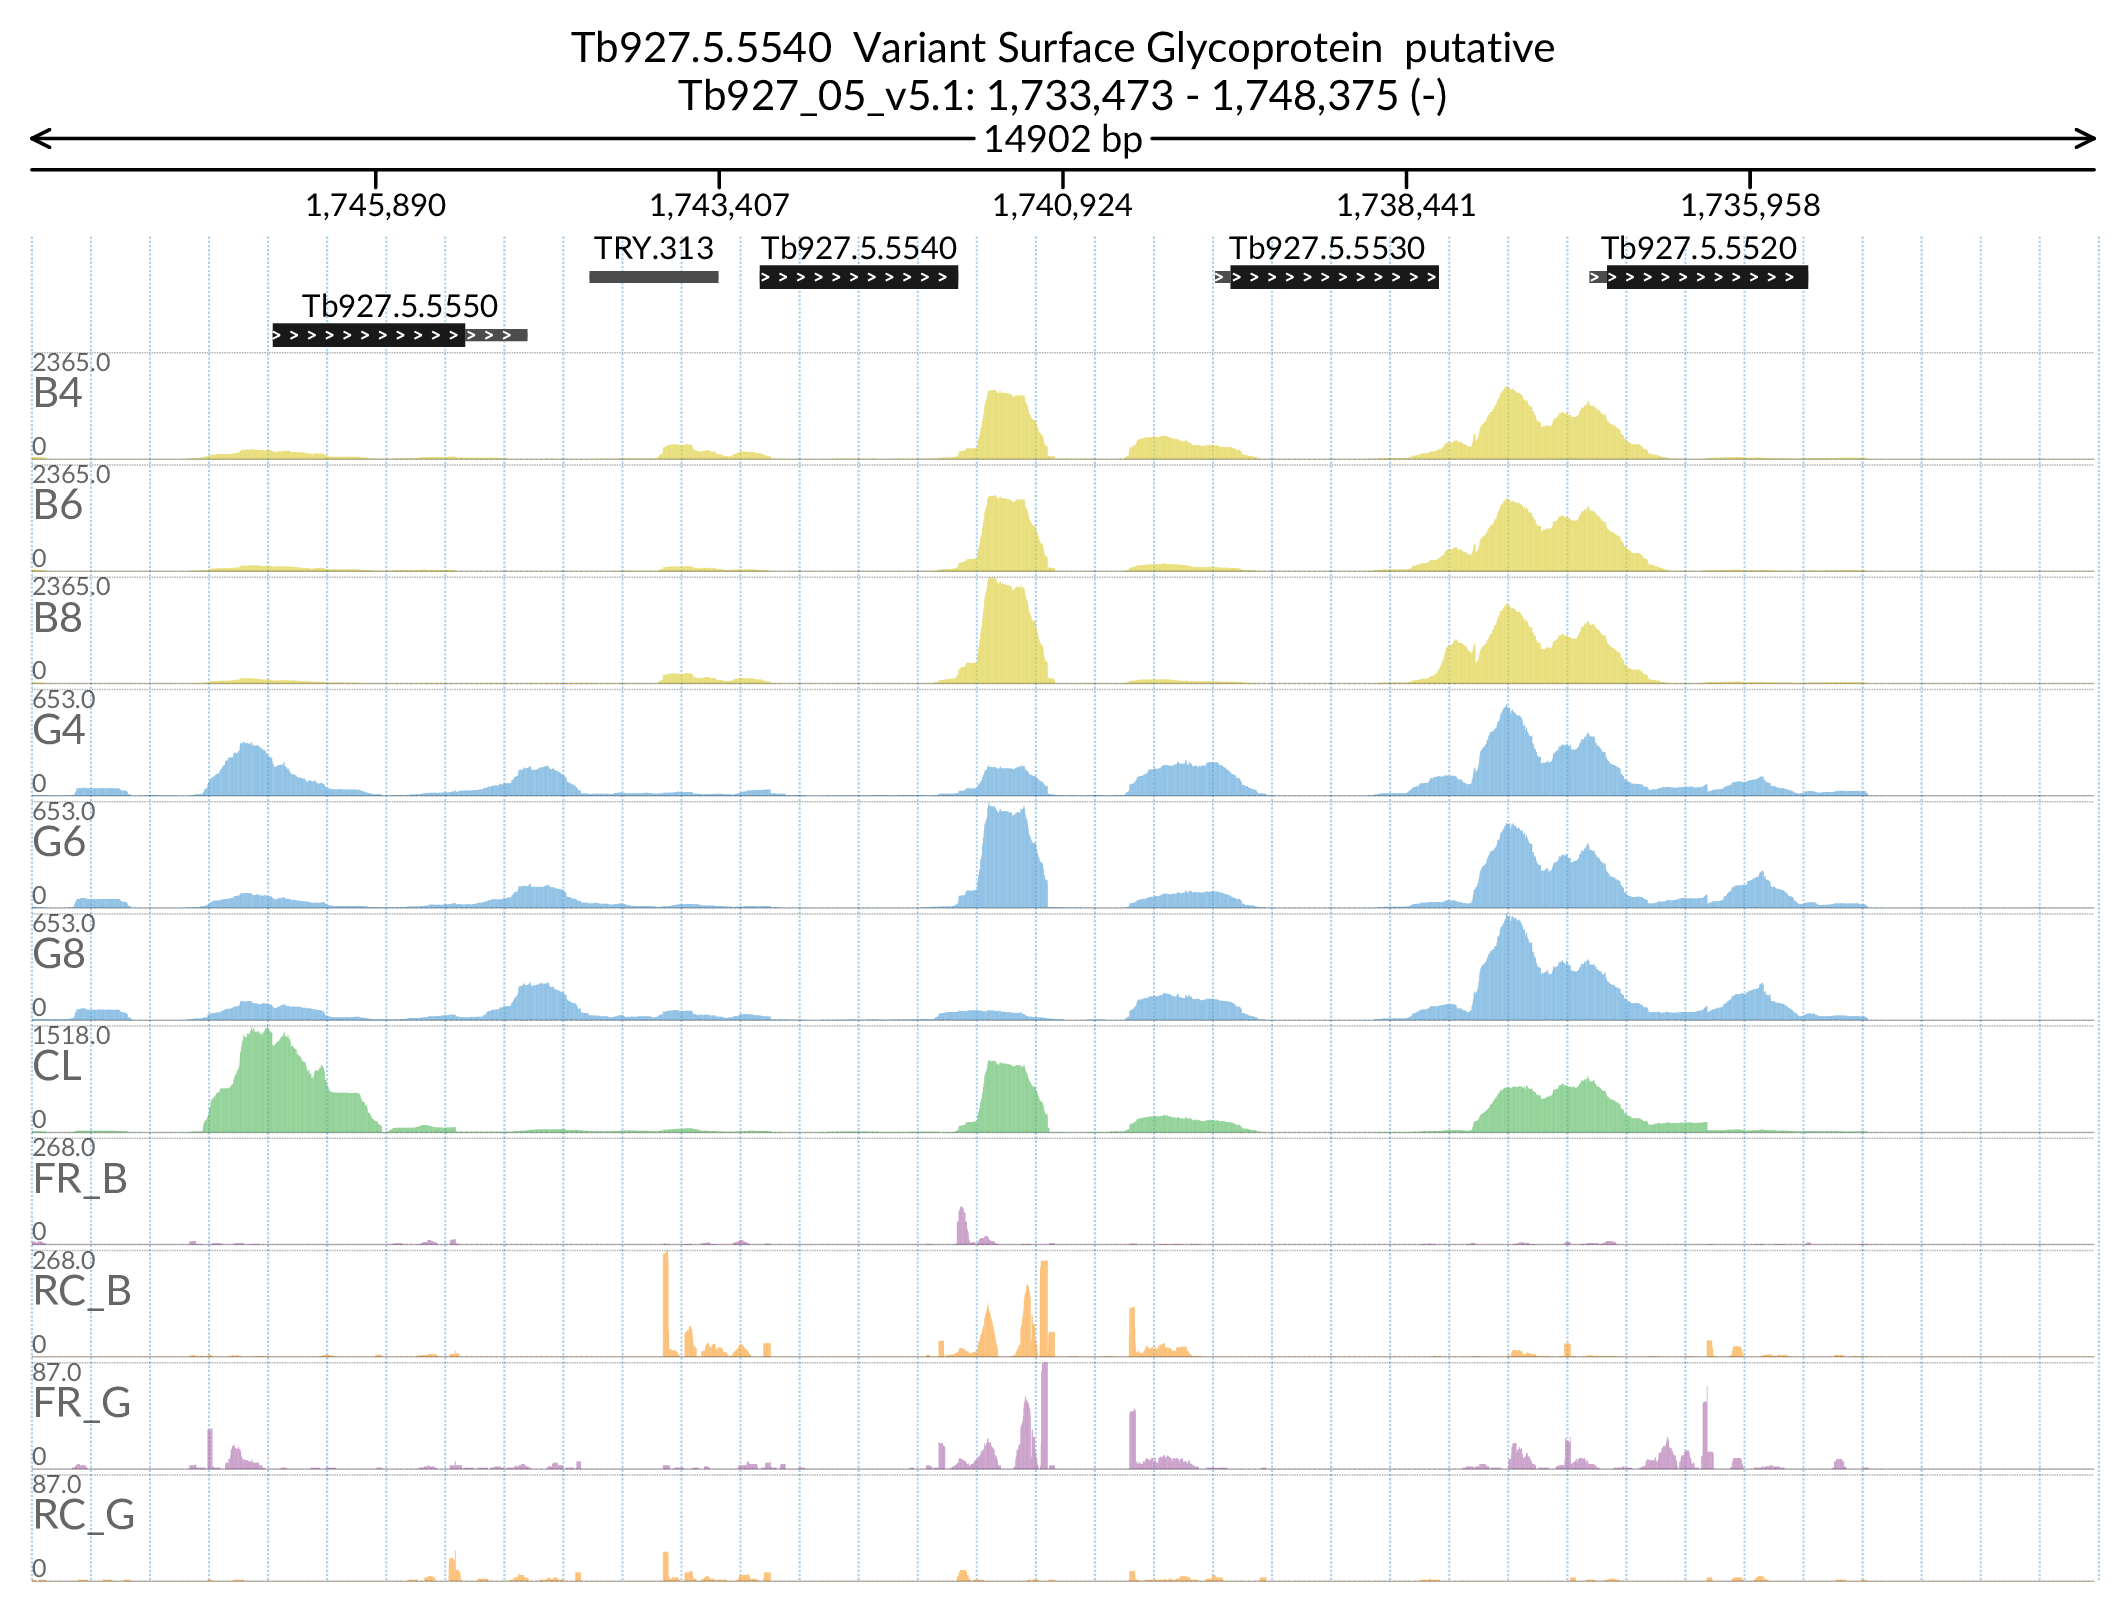 Tb927.5.5540 Variant Surface Glycoprotein putative
Tb927_05_v5.1: 1,733,473 - 1,748,375 (-)
14902 bp
1,745,890 1,743,407 1,740,924 1,738,441 1,735,958
TRY.313 Tb927.5.5540 Tb927.5.5530 Tb927.5.5520
Tb927.5.5550
2365.0
B4
0
2365.0
B6
0
2365.0
B8
0
653.0
G4
0
653.0
G6
0
653.0
G8
0
1518.0
CL
0
268.0
FR_B
0
268.0
RC_B
0
87.0
FR_G
0
87.0
RC_G
0